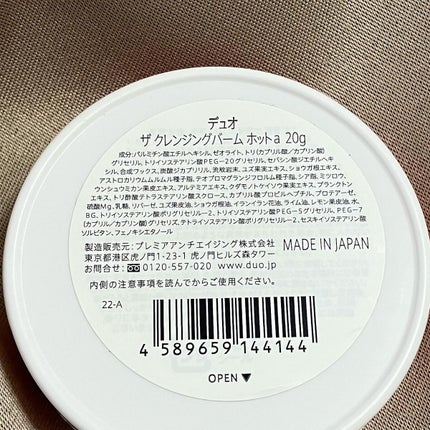 デュオ
ザ クレンジングバーム ホットa 20g
成分:パルミチン酸エチルヘキシル、ゼオライト、トリ(カプリル酸/カプリン酸)
グリセリル、トリイソステアリン酸PEG-20グリセリル、セバシン酸ジエチルヘキ
シル、合成ワックス、炭酸ジカプリリル、流紋岩末、ユズ果実エキス、ショウガ根エキス、
アストロカリウムムルムル種子脂、テオブロマグランジフロルム種子脂、シア脂、ミツロウ、
ウンシュウミカン果皮エキス、アルテミアエキス、クダモノトケイソウ果実エキス、プランクトン
エキス、トリ酢酸テトラステアリン酸スクロース、カプリル酸プロピルヘプチル、プロテアーゼ、
硫酸Mg、乳糖、リパーゼ、ユズ果皮油、ショウガ根油、イランイラン花油、ライム油、レモン果皮油、水、
BG、トリイソステアリン酸ポリグリセリル-2、トリイソステアリン酸PEG-5グリセリル、PEG-7
(カプリル/カプリン酸)グリセリズ、テトライソステアリン酸ポリグリセリル-2、セスキイソステアリン酸
ソルビタン、フェノキシエタノール
製造販売元:プレミアアンチエイジング株式会社 MADE IN JAPAN
東京都港区虎ノ門1-23-1 虎ノ門ヒルズ森タワー
お問合せ: 0120-557-020 www.duo.jp
内側の注意事項を読んでからご使用ください。
22-A
4 589659 144144
OPEN▼